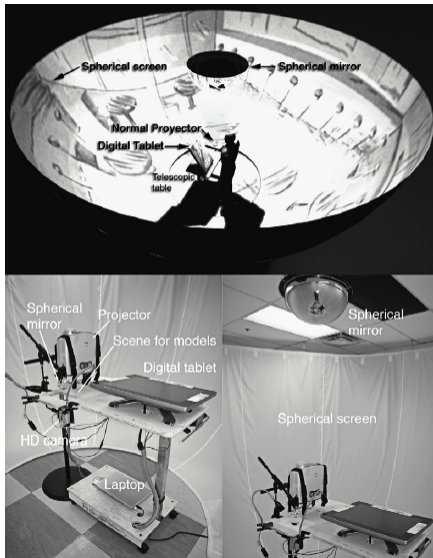 Spherical screen
Spherical mirror
Normal Proyector
Digital Tablet
Telescopic
table
Spherical
mirror
Projector
Scene for models
Digital tablet
HD camera
Laptop
Spherical
mirror
Spherical screen